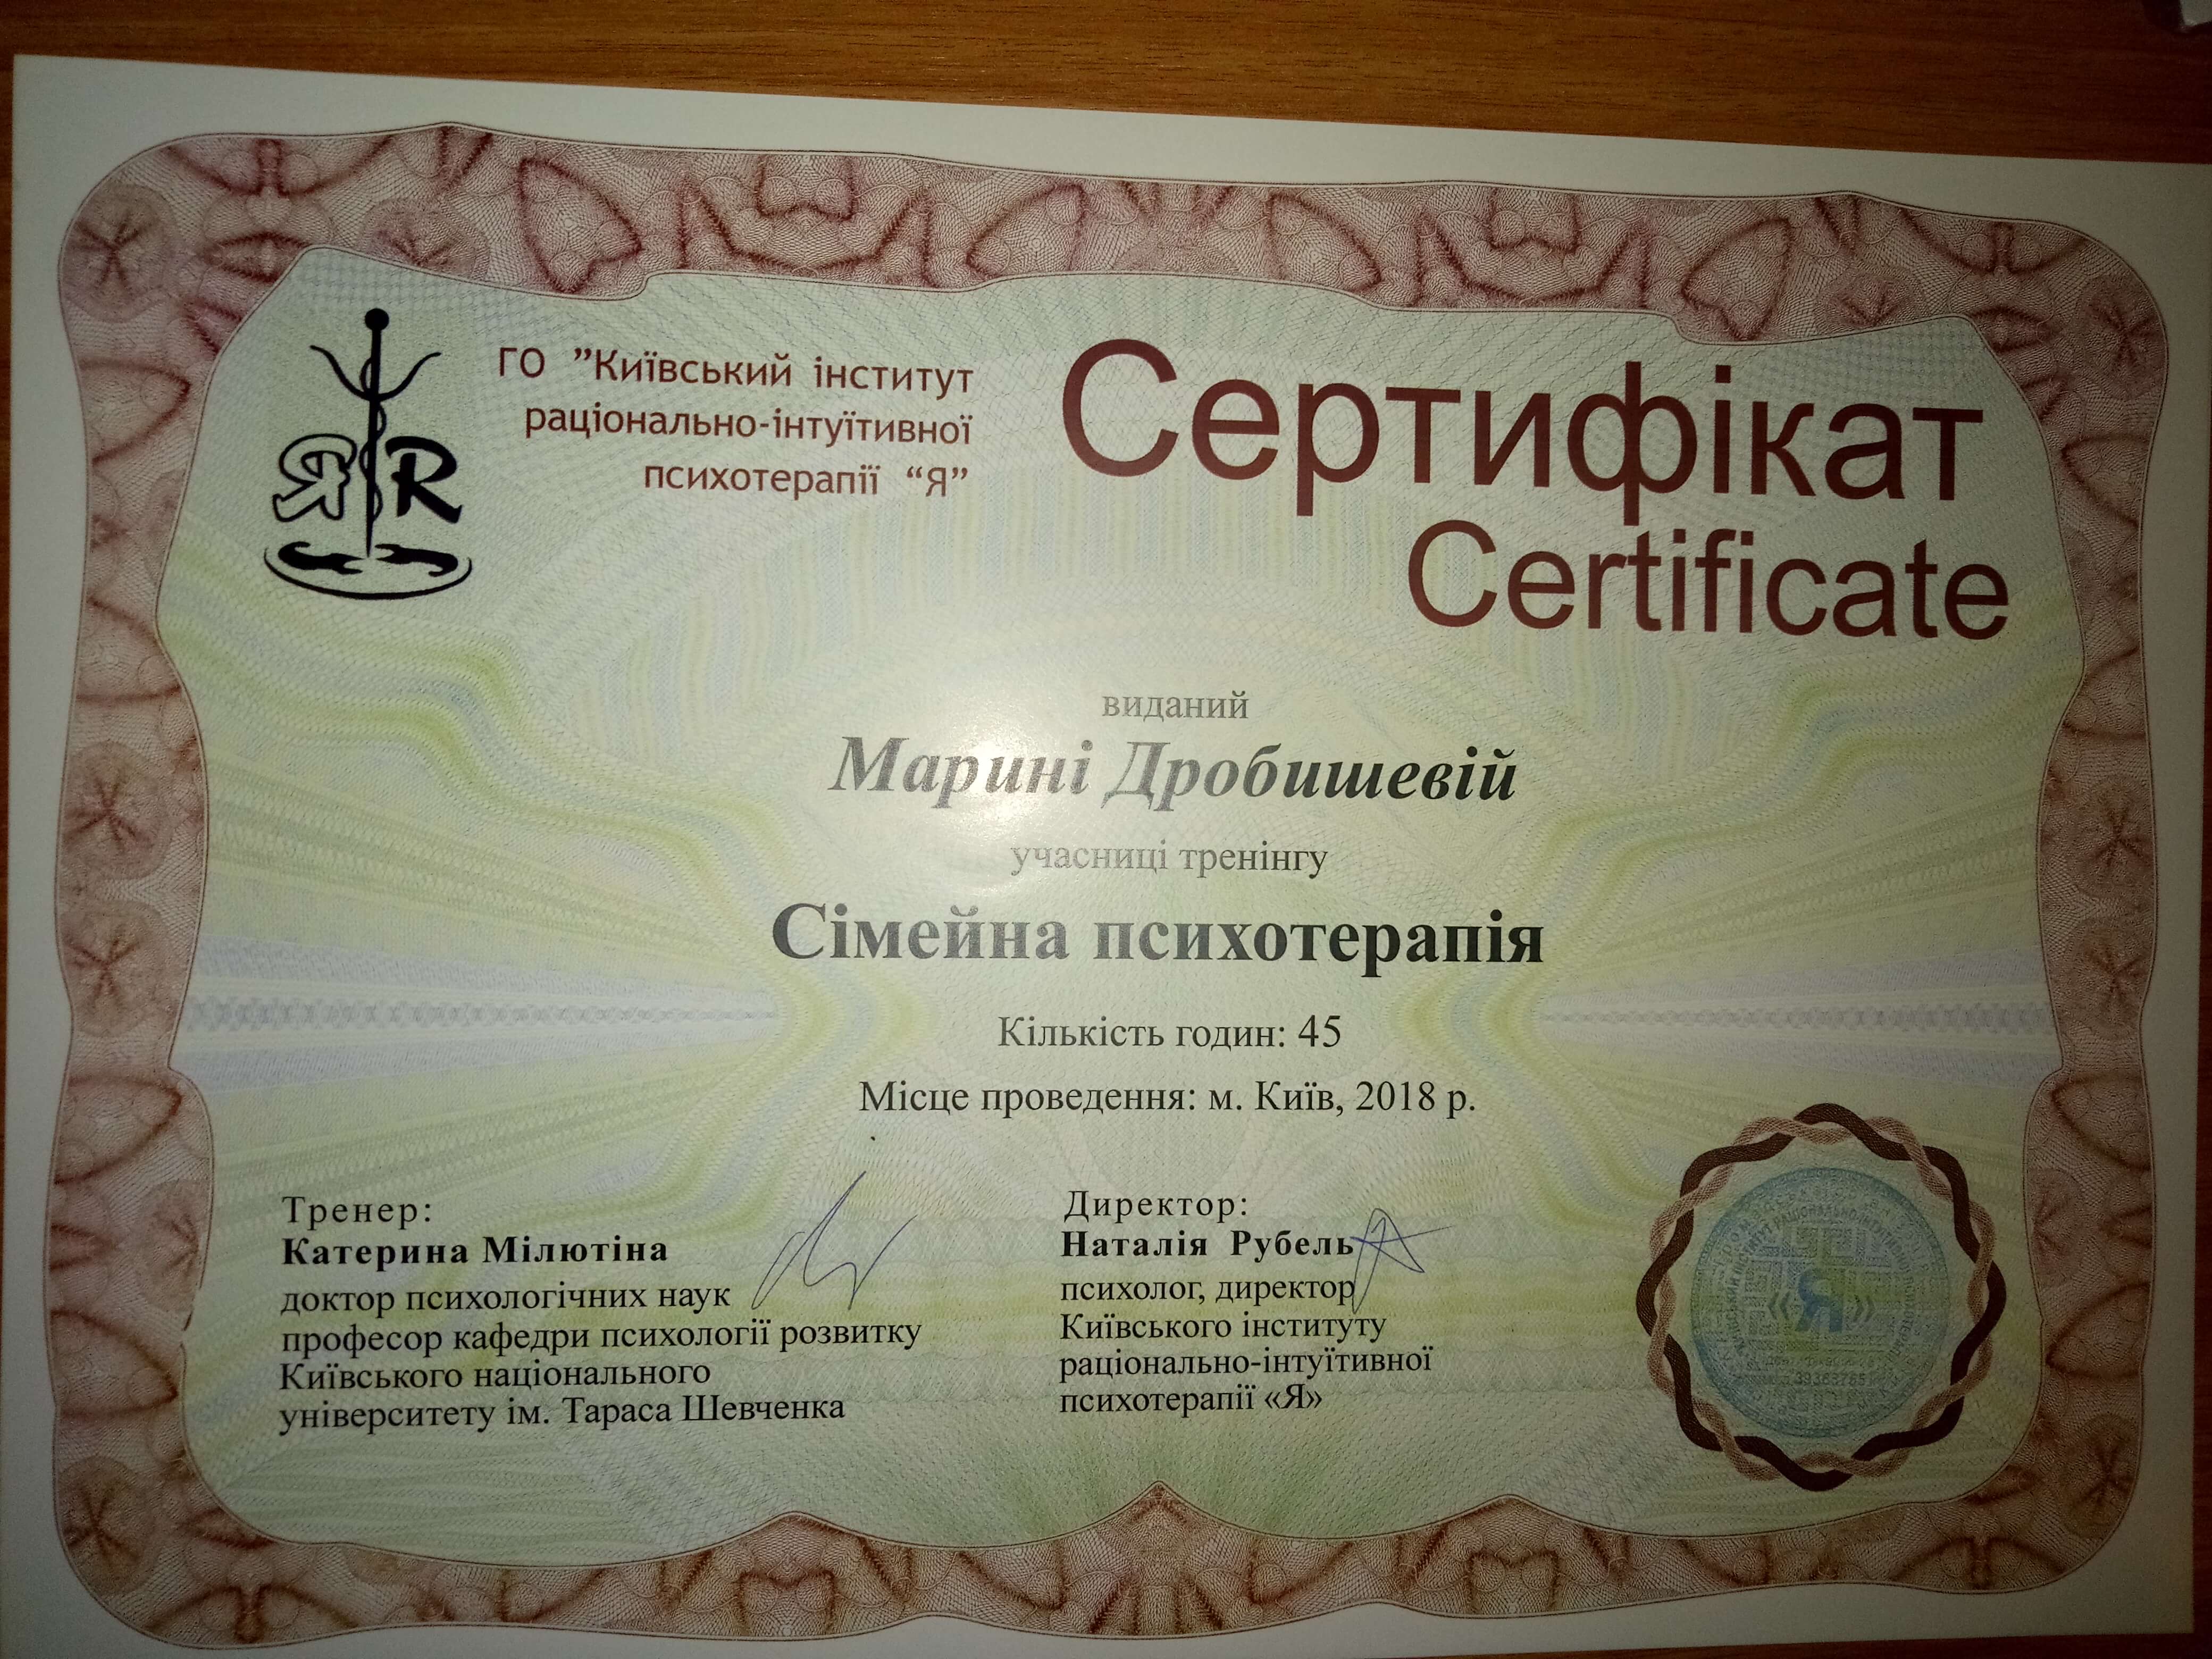 ГО ”Київський інститут
раціонально-інтуїтивної
психотерапії “Я”
Сертифікат
Certificate
ЯR
виданий
Марині Дробишевій
учасниці тренінгу
Сімейна психотерапія
Кількість годин: 45
Місце проведення: м. Київ, 2018 р.
Тренер:
Катерина Мілютіна
доктор психологічних наук
професор кафедри психології розвитку
Київського національного
університету ім. Тараса Шевченка
Директор:
Наталія Рубель
психолог, директор
Київського інституту
раціонально-інтуїтивної
психотерапії «Я»
«Я»